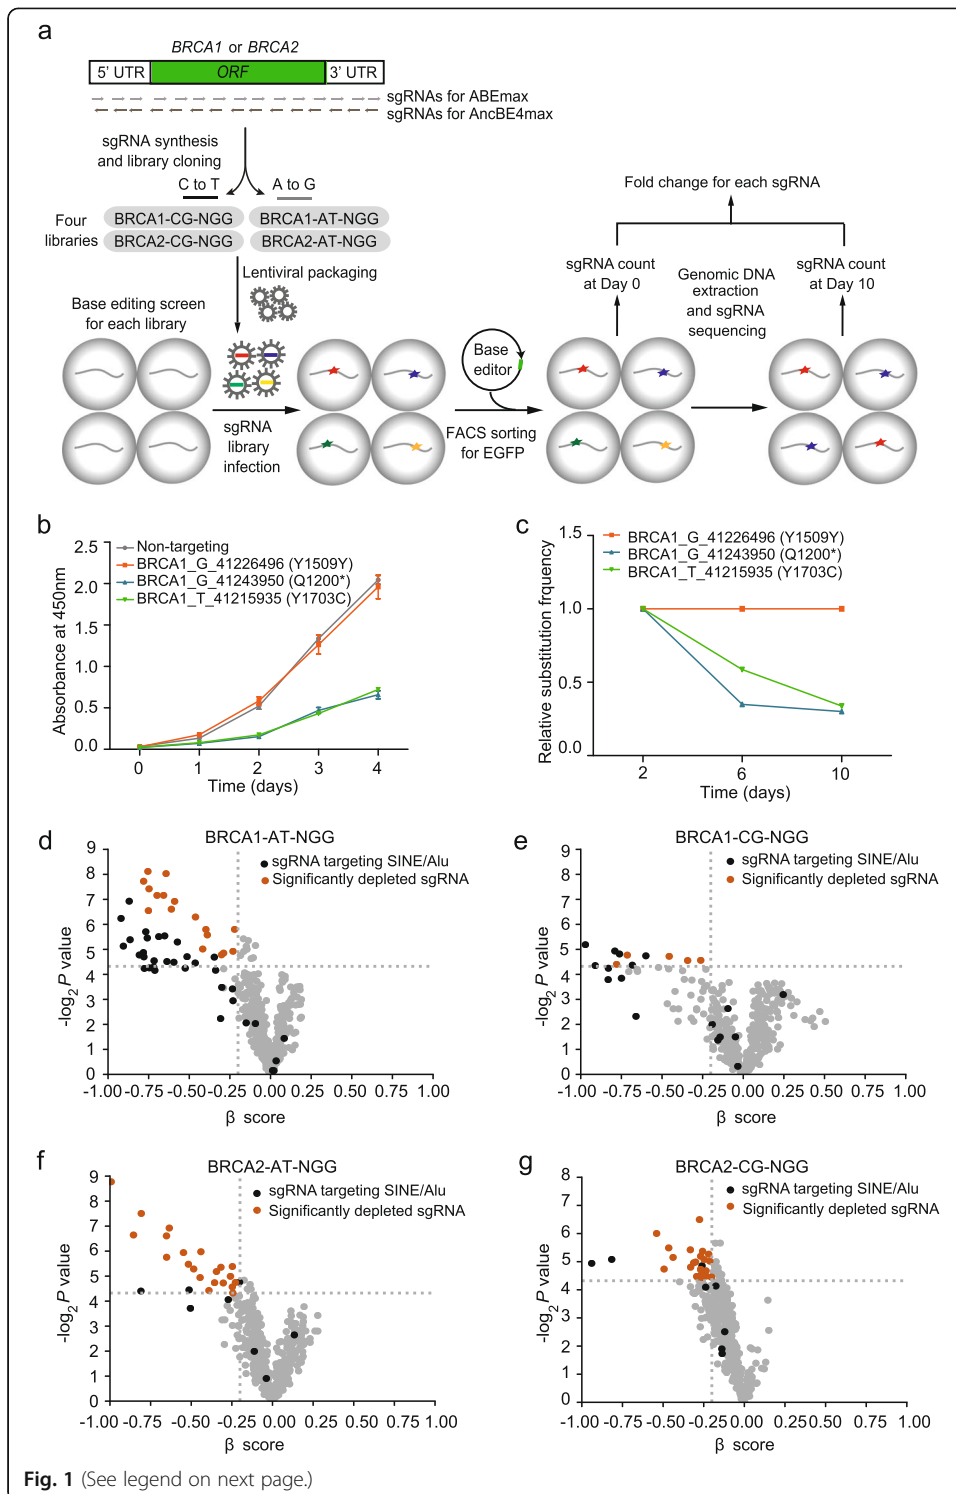 a
BRCA1 or BRCA2
5' UTR ORF 3' UTR
sgRNAs for ABEmax
sgRNAs for AncBE4max
sgRNA synthesis
and library cloning
C to T A to G
Four
libraries
BRCA1-CG-NGG BRCA1-AT-NGG
BRCA2-CG-NGG BRCA2-AT-NGG
Lentiviral packaging
Base editing screen
for each library
sgRNA
library
infection
Base
editor
FACS sorting
for EGFP
Fold change for each sgRNA
sgRNA count
at Day 0
Genomic DNA
extraction
and sgRNA
sequencing
sgRNA count
at Day 10
b
Non-targeting
BRCA1_G_41226496 (Y1509Y)
BRCA1_G_41243950 (Q1200*)
BRCA1_T_41215935 (Y1703C)
Absorbance at 450nm
2.5
2.0
1.5
1.0
0.5
0.0
0 1 2 3 4
Time (days)
c
BRCA1_G_41226496 (Y1509Y)
BRCA1_G_41243950 (Q1200*)
BRCA1_T_41215935 (Y1703C)
Relative substitution frquency
1.5
1.0
0.5
0.0
2 6 10
Time (days)
d
BRCA1-AT-NGG
sgRNA targeting SINE/Alu
Significantly depleted sgRNA
-log2 P value
9
8
7
6
5
4
3
2
1
0
-1.00 -0.75 -0.50 -0.25 0.00 0.25 0.50 0.75 1.00
β score
e
BRCA1-CG-NGG
sgRNA targeting SINE/Alu
Significantly depleted sgRNA
-log2 P value
9
8
7
6
5
4
3
2
1
0
-1.00 -0.75 -0.50 -0.25 0.00 0.25 0.50 0.75 1.00
β score
f
BRCA2-AT-NGG
sgRNA targeting SINE/Alu
Significantly depleted sgRNA
-log2 P value
9
8
7
6
5
4
3
2
1
0
-1.00 -0.75 -0.50 -0.25 0.00 0.25 0.50 0.75 1.00
β score
g
BRCA2-CG-NGG
sgRNA targeting SINE/Alu
Significantly depleted sgRNA
-log2 P value
8
7
6
5
4
3
2
1
0
-1.00 -0.75 -0.50 -0.25 0.00 0.25 0.50 0.75 1.00
β score
Fig. 1 (See legend on next page.)